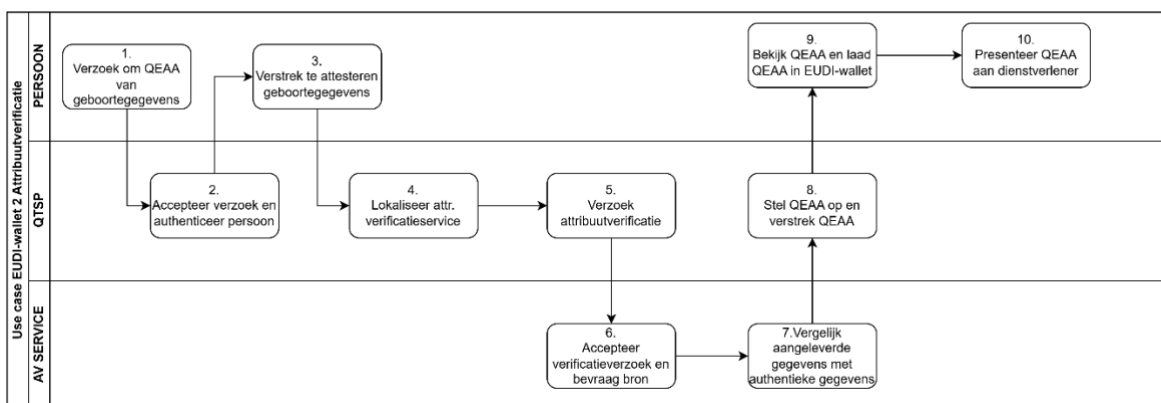 Use case EUDI-wallet 2 Attribuutverificatie
PERSOON
1.
Verzoek om QEAA
van
geboortegegevens
3.
Verstrek te attesteren
geboortegegevens
9.
Bekijk QEAA en laad
QEAA in EUDI-wallet
10.
Presenteer QEAA
aan dienstverlener
QTSP
2.
Accepteer verzoek en
authenticeer persoon
4.
Lokaliseer attr.
verificatieservice
5.
Verzoek
attribuutverificatie
8.
Stel QEAA op en
verstrek QEAA
AV SERVICE
6.
Accepteer
verificatieverzoek en
bevraag bron
7.Vergelijk
aangeleverde
gegevens met
authentieke gegevens